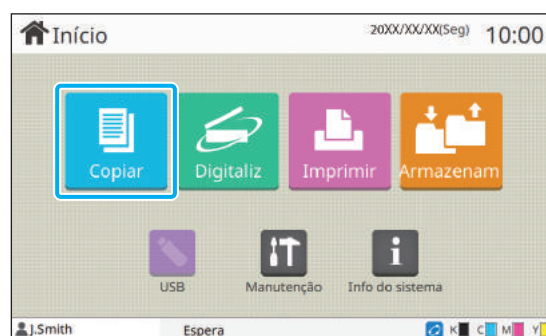 Início 20XX/XX/XX(Seg) 10:00
Copiar Digitaliz Imprimir Armazenam
USB Manutenção Info do sistema
J.Smith Espera K C M Y